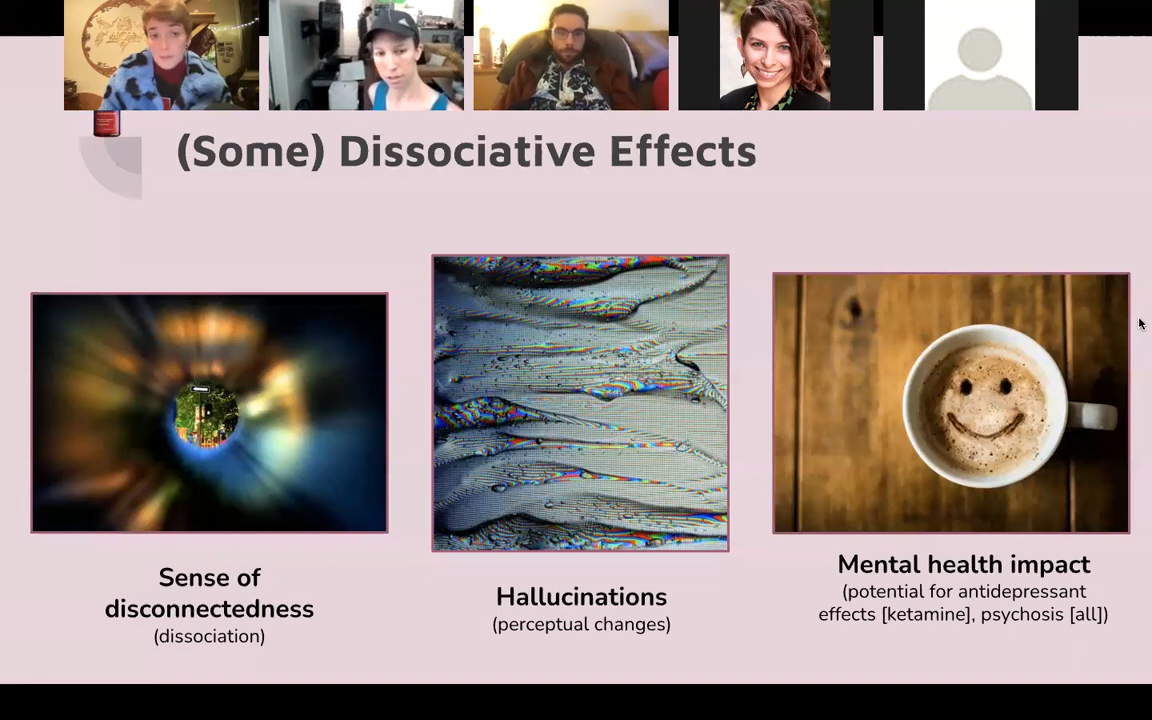 (Some) Dissociative Effects
Sense of
disconnectedness
(dissociation)
Hallucinations
(perceptual changes)
Mental health impact
(potential for antidepressant
effects [ketamine], psychosis [all])